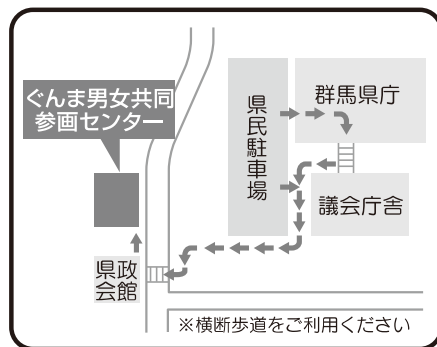 ぐんま男女共同
参画センター
県民駐車場
群馬県庁
議会庁舎
県政
会館
※横断歩道をご利用ください